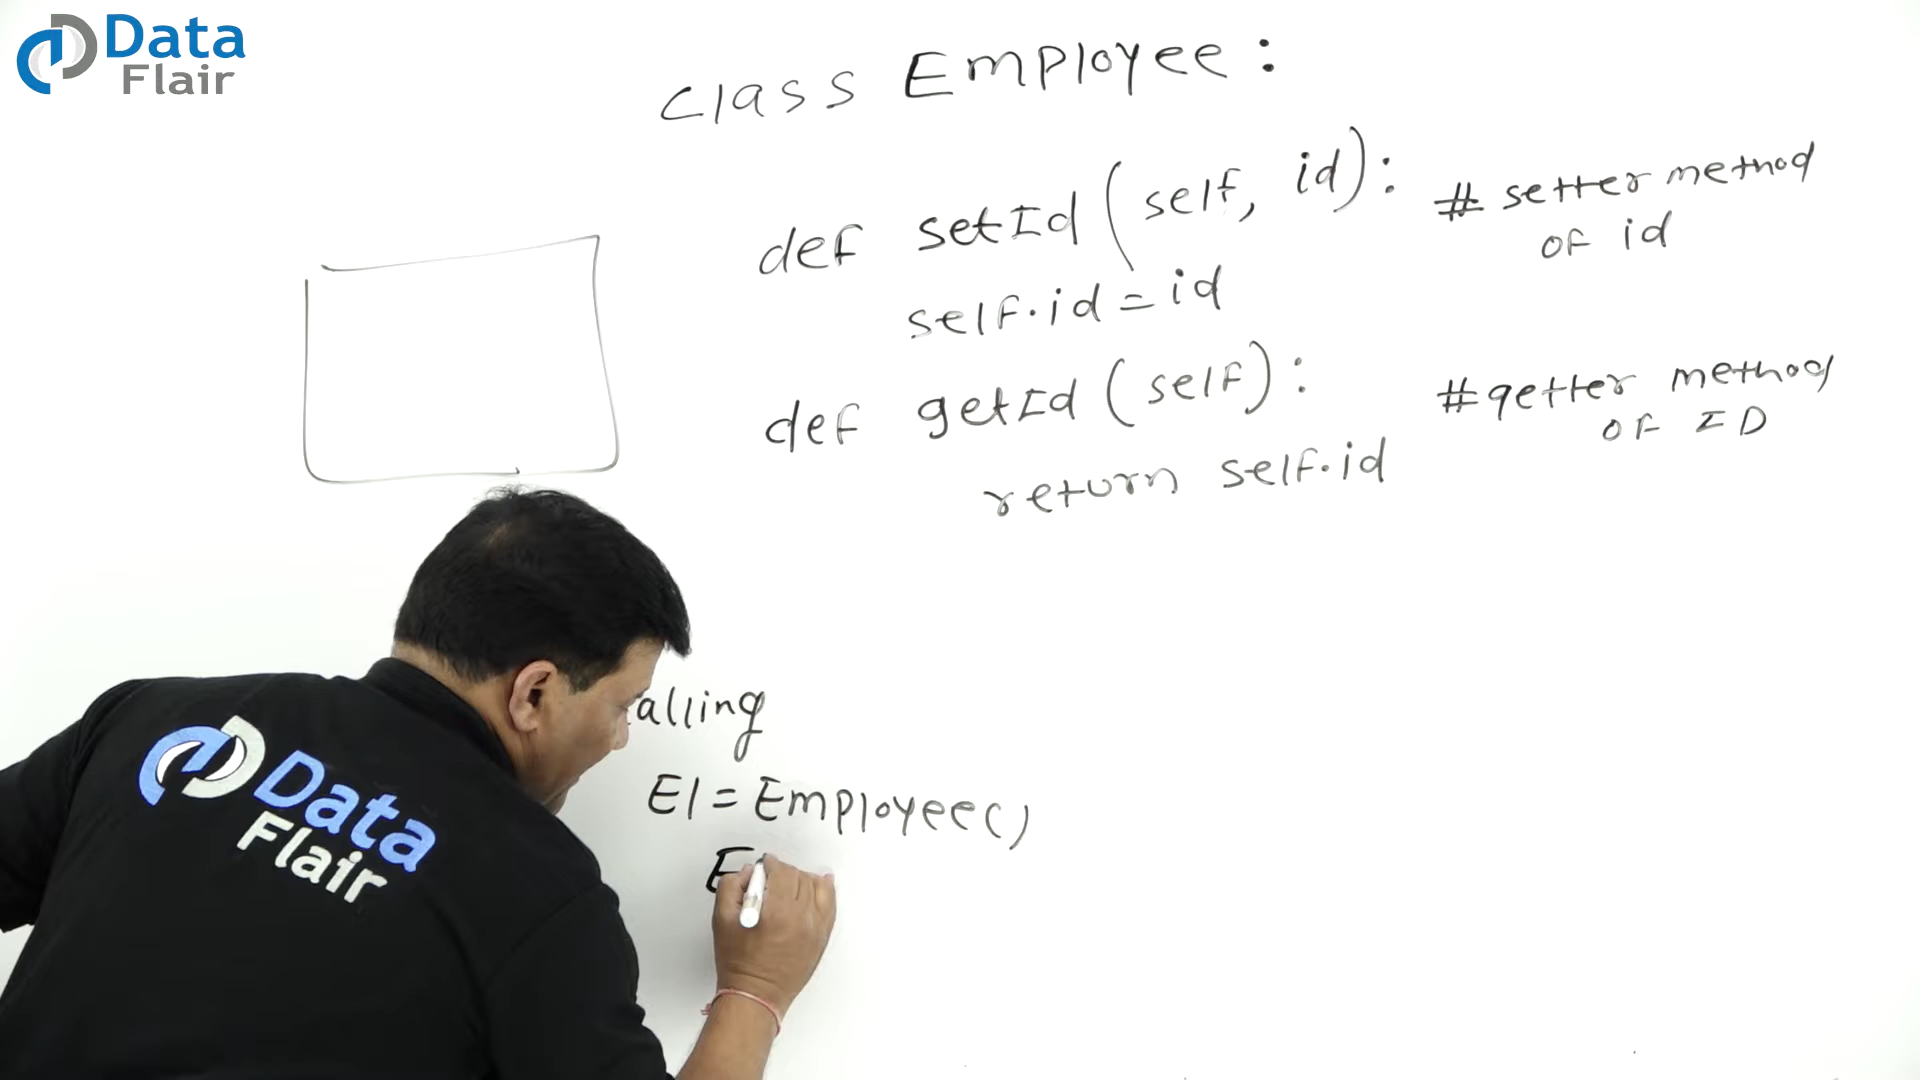 Data
Flair
class Employee:
def setId(self, id): # setter method
of id
self.id = id
def getId(self): # getter method
of ID
return self.id
alling
E1 = Employee()
E
Data
Flair